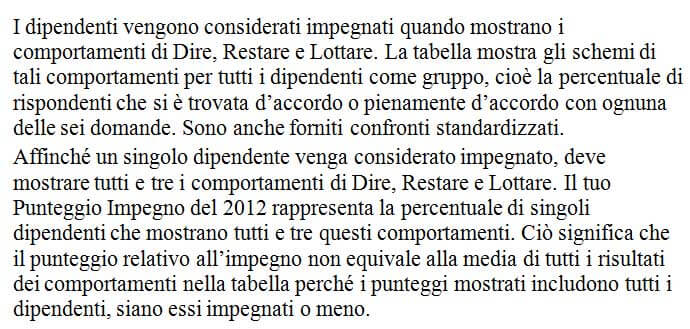 I dipendenti vengono considerati impegnati quando mostrano i
comportamenti di Dire, Restare e Lottare. La tabella mostra gli schemi di
tali comportamenti per tutti i dipendenti come gruppo, cioè la percentuale di
rispondenti che si è trovata d’accordo o pienamente d’accordo con ognuna
delle sei domande. Sono anche forniti confronti standardizzati.
Affinché un singolo dipendente venga considerato impegnato, deve
mostrare tutti e tre i comportamenti di Dire, Restare e Lottare. Il tuo
Punteggio Impegno del 2012 rappresenta la percentuale di singoli
dipendenti che mostrano tutti e tre questi comportamenti. Ciò significa che
il punteggio relativo all’impegno non equivale alla media di tutti i risultati
dei comportamenti nella tabella perché i punteggi mostrati includono tutti i
dipendenti, siano essi impegnati o meno.